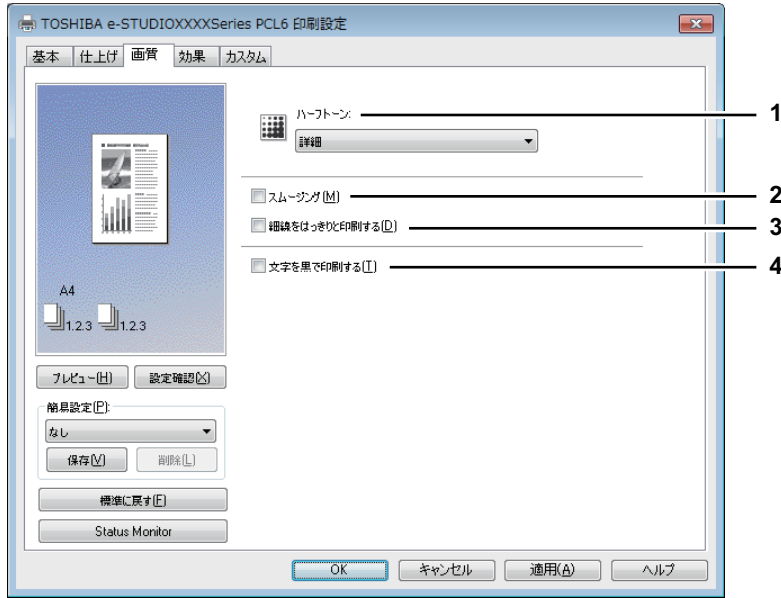 TOSHIBA e-STUDIOXXXXSeries PCL6 印刷設定
基本 仕上げ 画質 効果 カスタム
ハーフトーン: 1
詳細
スムージング(M) 2
細線をはっきりと印刷する(D) 3
文字を黒で印刷する(T) 4
A4
1.2.3 1.2.3
プレビュー(H) 設定確認(X)
簡易設定(P):
なし
保存(V) 削除(L)
標準に戻す(F)
Status Monitor
OK キャンセル 適用(A) ヘルプ